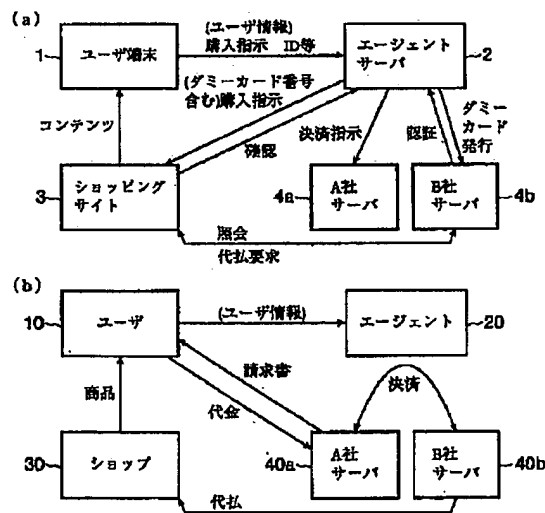 (a)
(ユーザ情報)
購入指示 ID等
1
ユーザ端末
エージェント
サーバ
2
(ダミーカード番号
含む)購入指示
コンテンツ
確認
決済指示
認証
ダミー
カード
発行
3
ショッピング
サイト
4a
A社
サーバ
B社
サーバ
4b
照会
代払要求
(b)
10
ユーザ
(ユーザ情報)
エージェント
20
商品
請求書
代金
決済
30
ショップ
40a
A社
サーバ
B社
サーバ
40b
代払